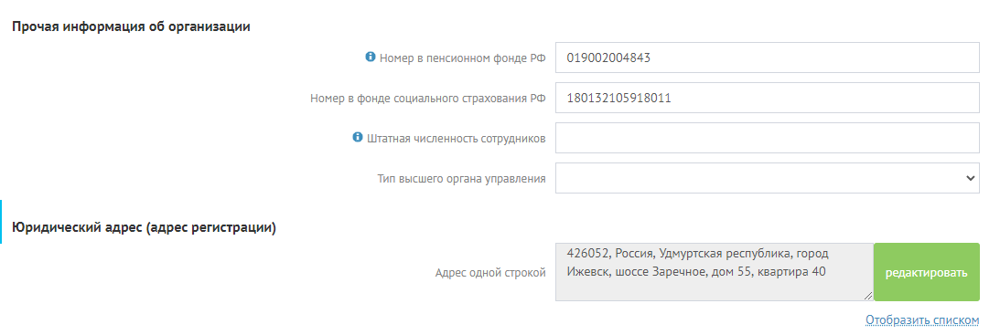 Прочая информация об организации
Номер в пенсионном фонде РФ 019002004843
Номер в фонде социального страхования РФ 180132105918011
Штатная численность сотрудников
Тип высшего органа управления
Юридический адрес (адрес регистрации)
426052, Россия, Удмуртская республика, город
Адрес одной строкой Ижевск, шоссе Заречное, дом 55, квартира 40 редактировать
Отобразить списком